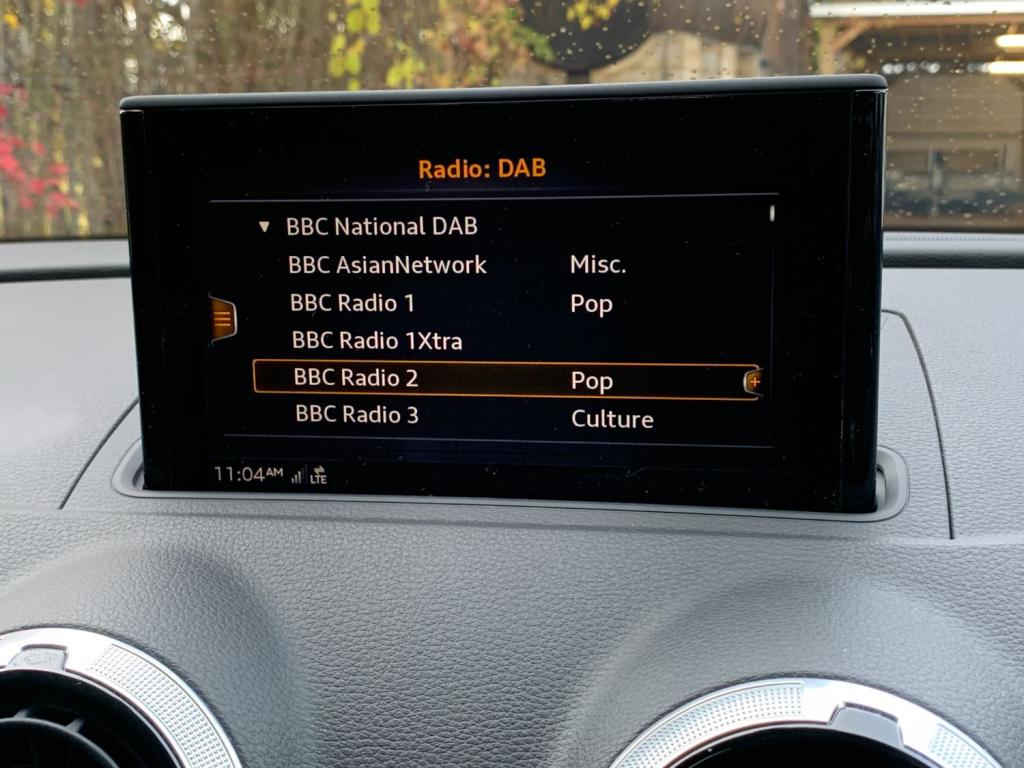 Radio: DAB
▼ BBC National DAB
BBC AsianNetwork Misc.
BBC Radio 1 Pop
BBC Radio 1Xtra
BBC Radio 2 Pop
BBC Radio 3 Culture
11:04AM LTE